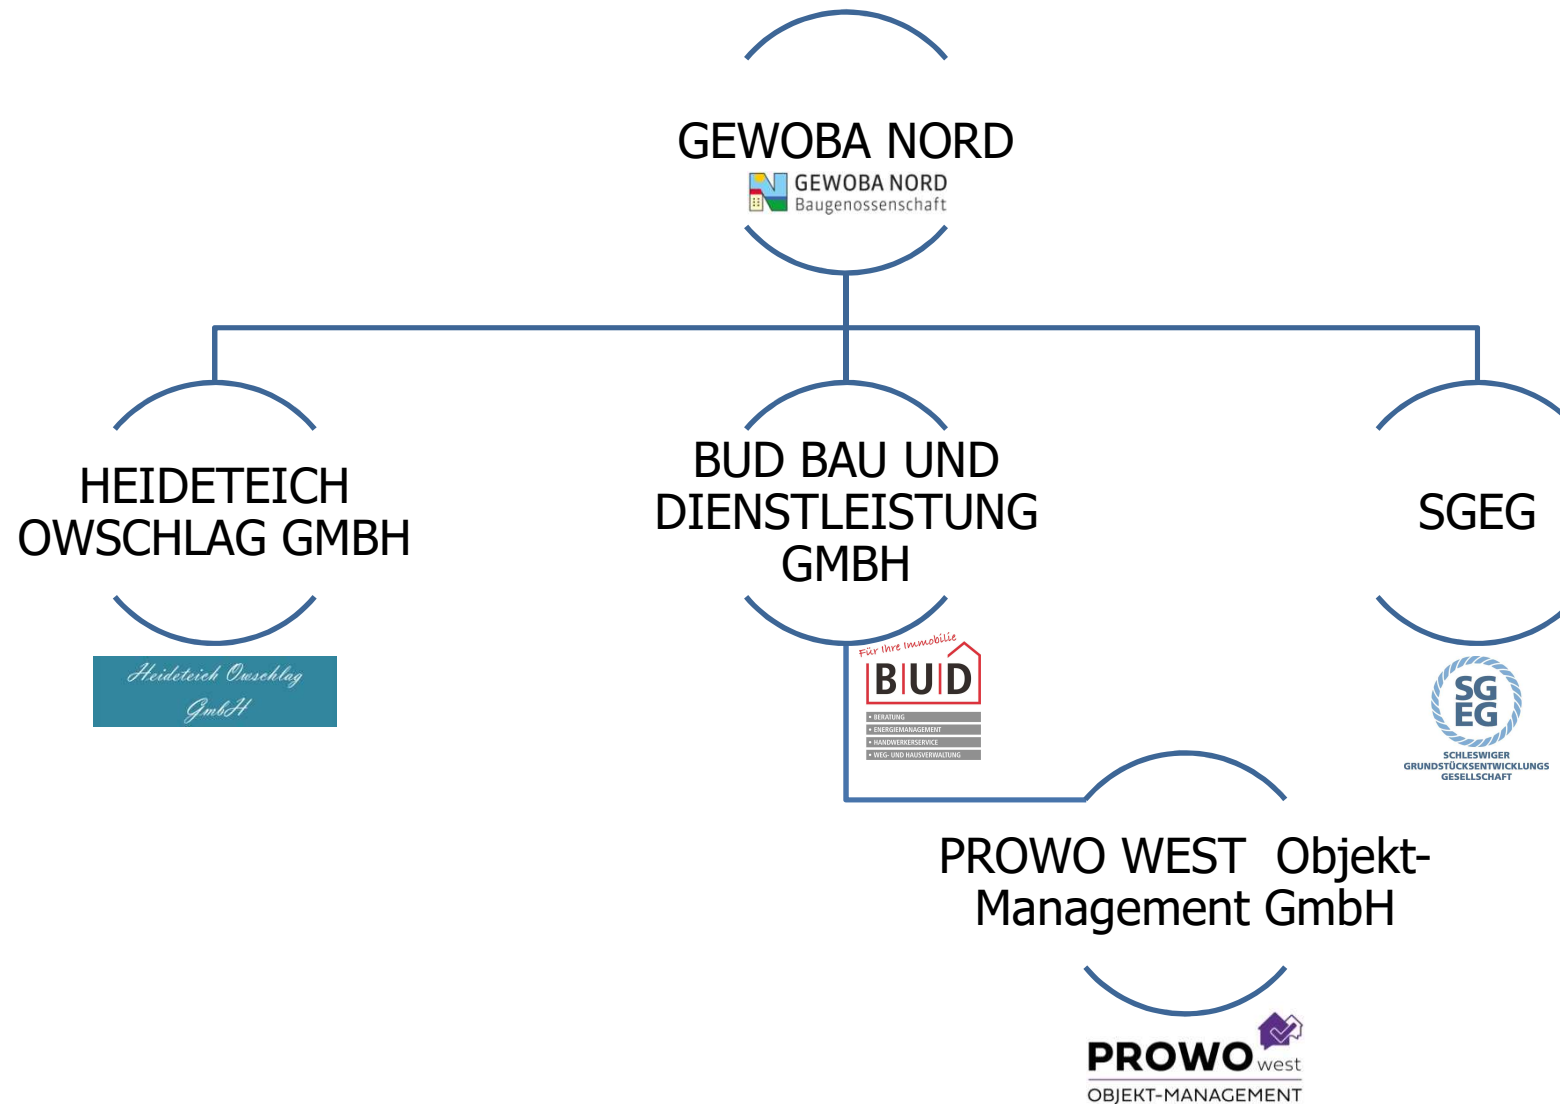 GEWOBA NORD
GEWOBA NORD
Baugenossenschaft
HEIDETEICH
OWSCHLAG GMBH
Heideteich Owschlag
GmbH
BUD BAU UND
DIENSTLEISTUNG
GMBH
Für Ihre Immobilie
B|U|D
• BERATUNG
• ENERGIEMANAGEMENT
• HANDWERKERSERVICE
• WEG- UND HAUSVERWALTUNG
SGEG
SG
EG
SCHLESWIGER
GRUNDSTÜCKSENTWICKLUNGS
GESELLSCHAFT
PROWO WEST Objekt-
Management GmbH
PROWO west
OBJEKT-MANAGEMENT